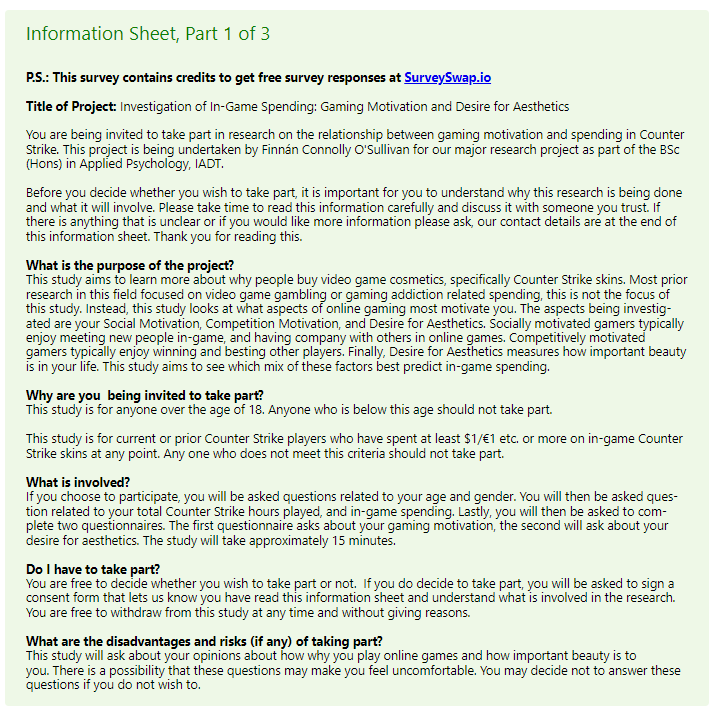 Information Sheet, Part 1 of 3
P.S.: This survey contains credits to get free survey responses at SurveySwap.io
Title of Project: Investigation of In-Game Spending: Gaming Motivation and Desire for Aesthetics
You are being invited to take part in research on the relationship between gaming motivation and spending in Counter
Strike. This project is being undertaken by Finnán Connolly O'Sullivan for our major research project as part of the BSc
(Hons) in Applied Psychology, IADT.
Before you decide whether you wish to take part, it is important for you to understand why this research is being done
and what it will involve. Please take time to read this information carefully and discuss it with someone you trust. If
there is anything that is unclear or if you would like more information please ask, our contact details are at the end of
this information sheet. Thank you for reading this.
What is the purpose of the project?
This study aims to learn more about why people buy video game cosmetics, specifically Counter Strike skins. Most prior
research in this field focused on video game gambling or gaming addiction related spending, this is not the focus of
this study. Instead, this study looks at what aspects of online gaming most motivate you. The aspects being investig-
ated are your Social Motivation, Competition Motivation, and Desire for Aesthetics. Socially motivated gamers typically
enjoy meeting new people in-game, and having company with others in online games. Competitively motivated
gamers typically enjoy winning and besting other players. Finally, Desire for Aesthetics measures how important beauty
is in your life. This study aims to see which mix of these factors best predict in-game spending.
Why are you  being invited to take part?
This study is for anyone over the age of 18. Anyone who is below this age should not take part.
This study is for current or prior Counter Strike players who have spent at least $1/€1 etc. or more on in-game Counter
Strike skins at any point. Any one who does not meet this criteria should not take part.
What is involved?
If you choose to participate, you will be asked questions related to your age and gender. You will then be asked ques-
tion related to your total Counter Strike hours played, and in-game spending. Lastly, you will then be asked to com-
plete two questionnaires. The first questionnaire asks about your gaming motivation, the second will ask about your
desire for aesthetics. The study will take approximately 15 minutes.
Do I have to take part?
You are free to decide whether you wish to take part or not.  If you do decide to take part, you will be asked to sign a
consent form that lets us know you have read this information sheet and understand what is involved in the research.
You are free to withdraw from this study at any time and without giving reasons.
What are the disadvantages and risks (if any) of taking part?
This study will ask about your opinions about how why you play online games and how important beauty is to
you. There is a possibility that these questions may make you feel uncomfortable. You may decide not to answer these
questions if you do not wish to.